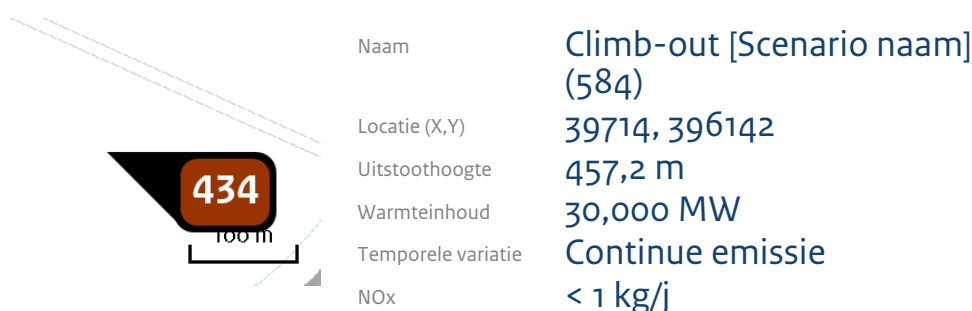 434
100 m
Naam Climb-out [Scenario naam]
(584)
Locatie (X,Y) 39714, 396142
Uitstoothoogte 457,2 m
Warmteinhoud 30,000 MW
Temporele variatie Continue emissie
NOx < 1 kg/j